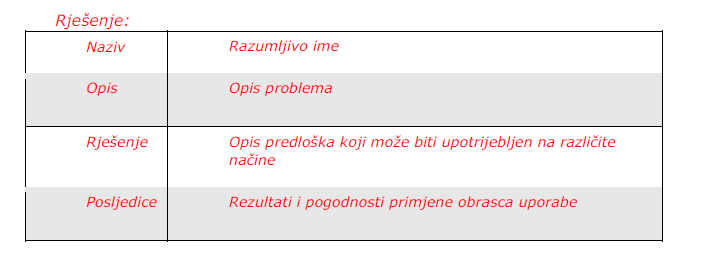 Rješenje:
Naziv Razumljivo ime
Opis Opis problema
Rješenje Opis predloška koji može biti upotrijebljen na različite
načine
Posljedice Rezultati i pogodnosti primjene obrasca uporabe